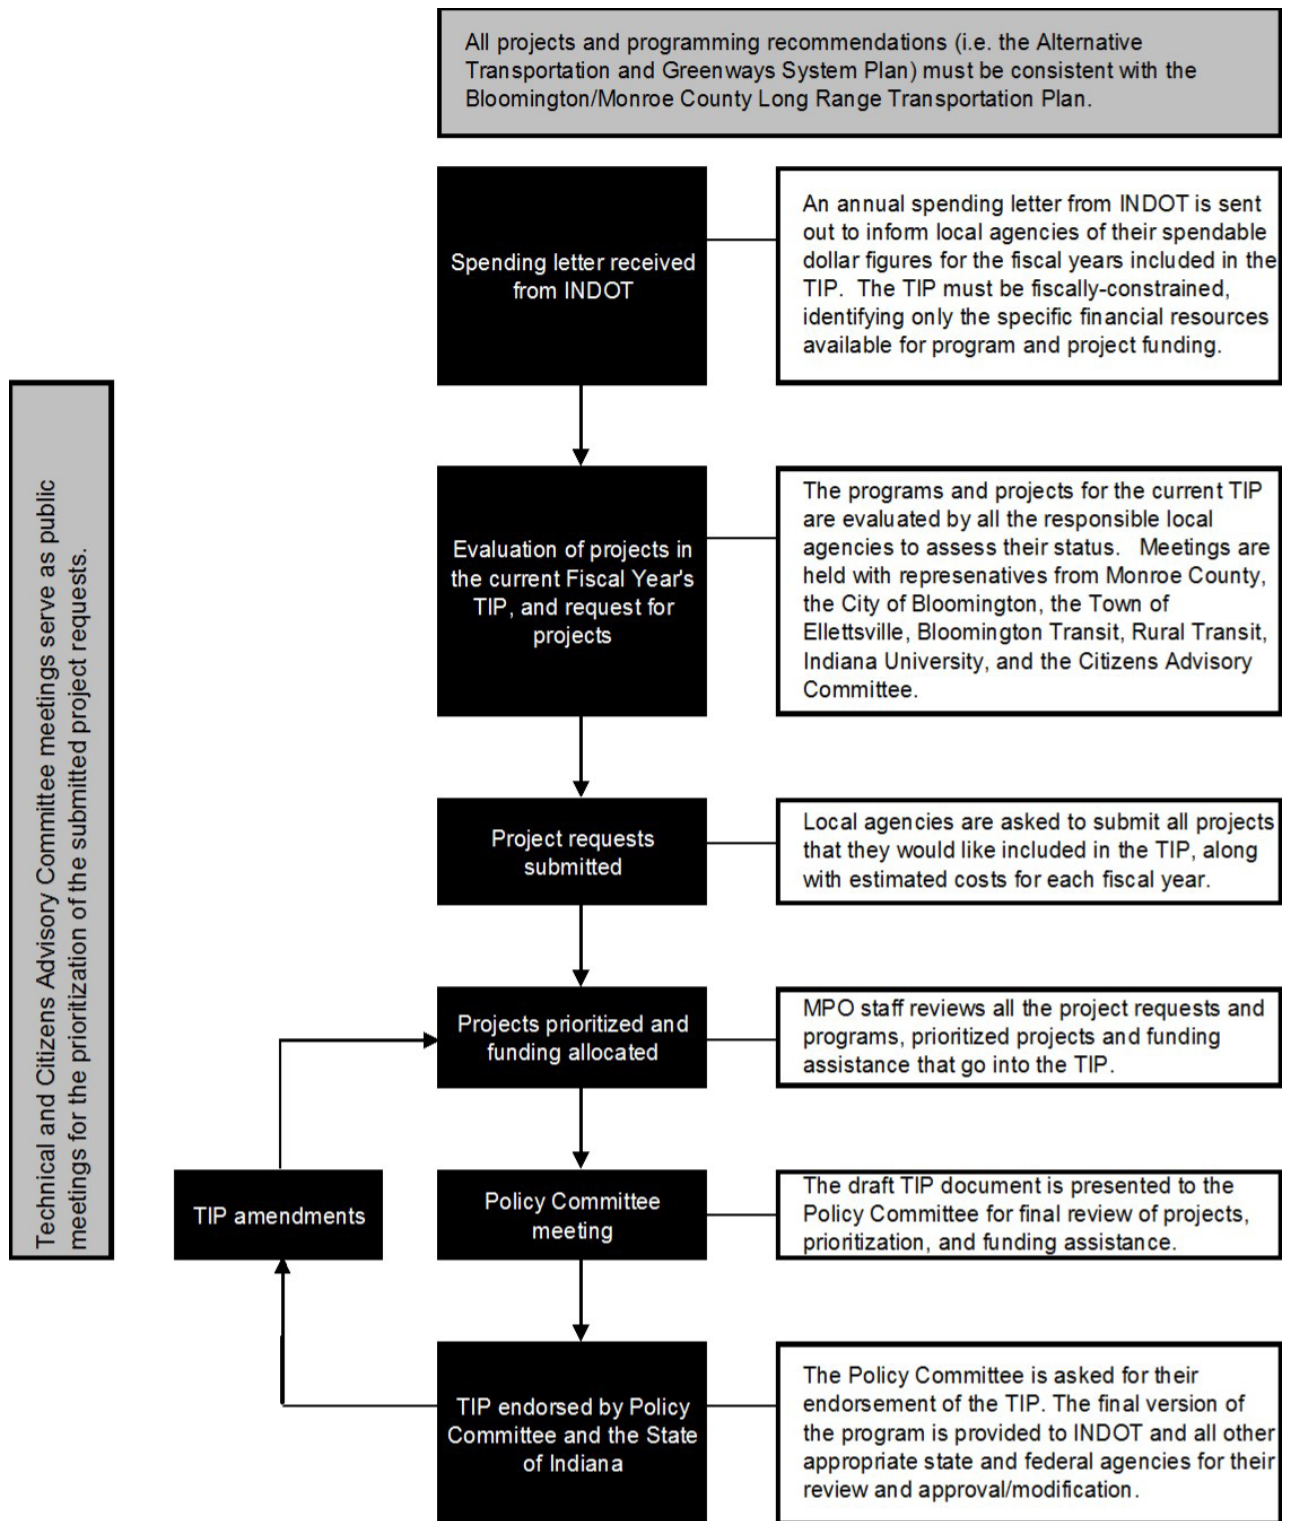 All projects and programming recommendations (i.e. the Alternative
Transportation and Greenways System Plan) must be consistent with the
Bloomington/Monroe County Long Range Transportation Plan.
Spending letter received
from INDOT
An annual spending letter from INDOT is sent
out to inform local agencies of their spendable
dollar figures for the fiscal years included in the
TIP.  The TIP must be fiscally-constrained,
identifying only the specific financial resources
available for program and project funding.
Technical and Citizens Advisory Committee meetings serve as public
meetings for the prioritization of the submitted project requests.
Evaluation of projects in
the current Fiscal Year's
TIP, and request for
projects
The programs and projects for the current TIP
are evaluated by all the responsible local
agencies to assess their status.   Meetings are
held with represenatives from Monroe County,
the City of Bloomington, the Town of
Ellettsville, Bloomington Transit, Rural Transit,
Indiana University, and the Citizens Advisory
Committee.
Project requests
submitted
Local agencies are asked to submit all projects
that they would like included in the TIP, along
with estimated costs for each fiscal year.
Projects prioritized and
funding allocated
MPO staff reviews all the project requests and
programs, prioritized projects and funding
assistance that go into the TIP.
TIP amendments
Policy Committee
meeting
The draft TIP document is presented to the
Policy Committee for final review of projects,
prioritization, and funding assistance.
TIP endorsed by Policy
Committee and the State
of Indiana
The Policy Committee is asked for their
endorsement of the TIP. The final version of
the program is provided to INDOT and all other
appropriate state and federal agencies for their
review and approval/modification.